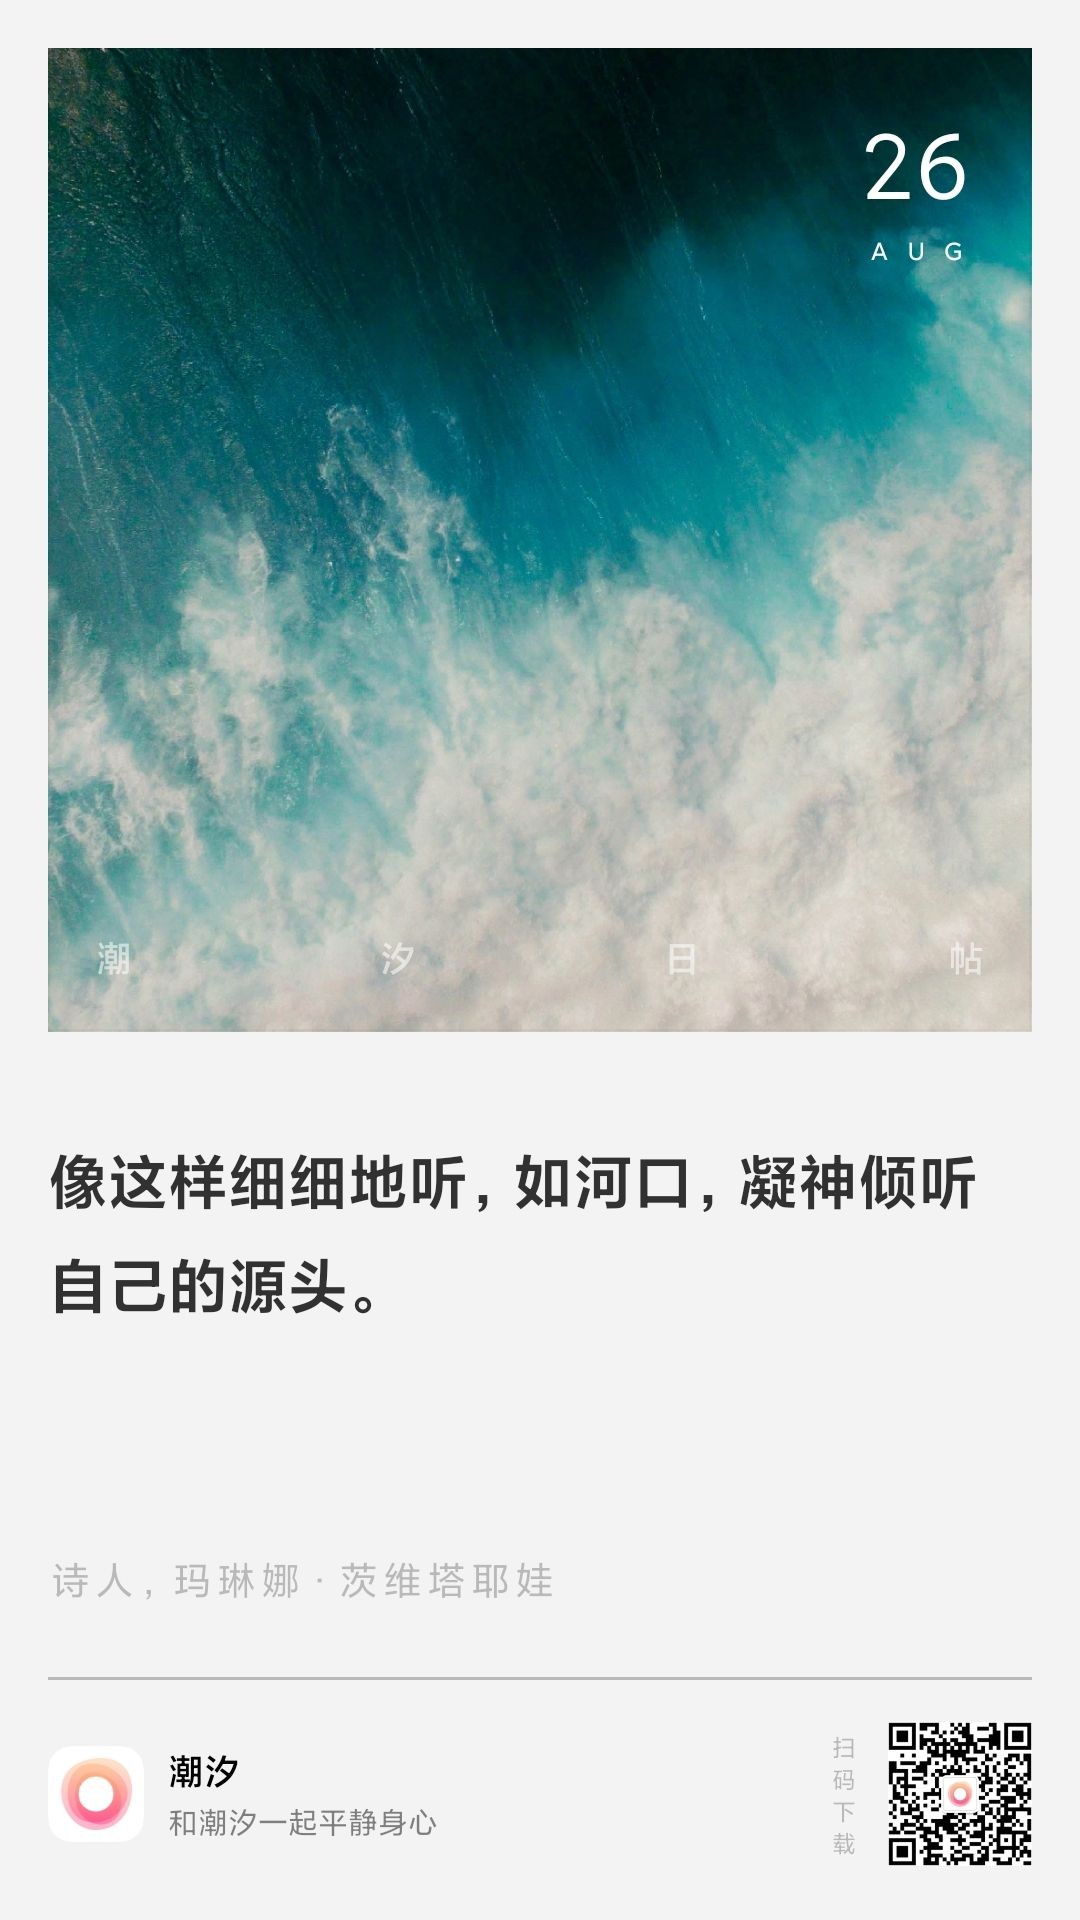 26
AUG
潮汐日帖
像这样细细地听，如河口，凝神倾听
自己的源头。
诗人，玛琳娜·茨维塔耶娃
潮汐
和潮汐一起平静身心
扫码下载